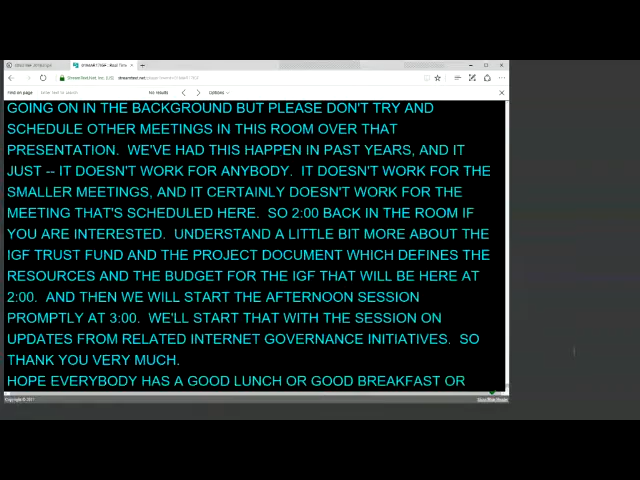 Find on page
No results
Options
GOING ON IN THE BACKGROUND BUT PLEASE DON'T TRY AND
SCHEDULE OTHER MEETINGS IN THIS ROOM OVER THAT
PRESENTATION.  WE'VE HAD THIS HAPPEN IN PAST YEARS, AND IT
JUST -- IT DOESN'T WORK FOR ANYBODY.  IT DOESN'T WORK FOR THE
SMALLER MEETINGS, AND IT CERTAINLY DOESN'T WORK FOR THE
MEETING THAT'S SCHEDULED HERE.  SO 2:00 BACK IN THE ROOM IF
YOU ARE INTERESTED.  UNDERSTAND A LITTLE BIT MORE ABOUT THE
IGF TRUST FUND AND THE PROJECT DOCUMENT WHICH DEFINES THE
RESOURCES AND THE BUDGET FOR THE IGF THAT WILL BE HERE AT
2:00.  AND THEN WE WILL START THE AFTERNOON SESSION
PROMPTLY AT 3:00.  WE'LL START THAT WITH THE SESSION ON
UPDATES FROM RELATED INTERNET GOVERNANCE INITIATIVES.  SO
THANK YOU VERY MUCH.
HOPE EVERYBODY HAS A GOOD LUNCH OR GOOD BREAKFAST OR